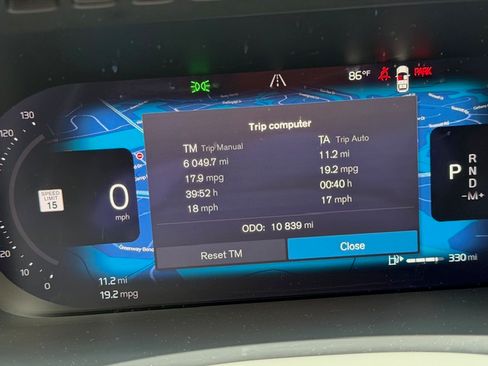 86°F PARK
130
120
Trip computer
TM Trip Manual TA Trip Auto
6 049.7 mi 11.2 mi
17.9 mpg 19.2 mpg
39:52 h 00:40 h
18 mph 17 mph
ODO: 10 839 mi
Reset TM Close
SPEED
LIMIT
15
0
mph
P
R
N
D
-M+
20
10
0
11.2 mi
19.2 mpg
330 mi